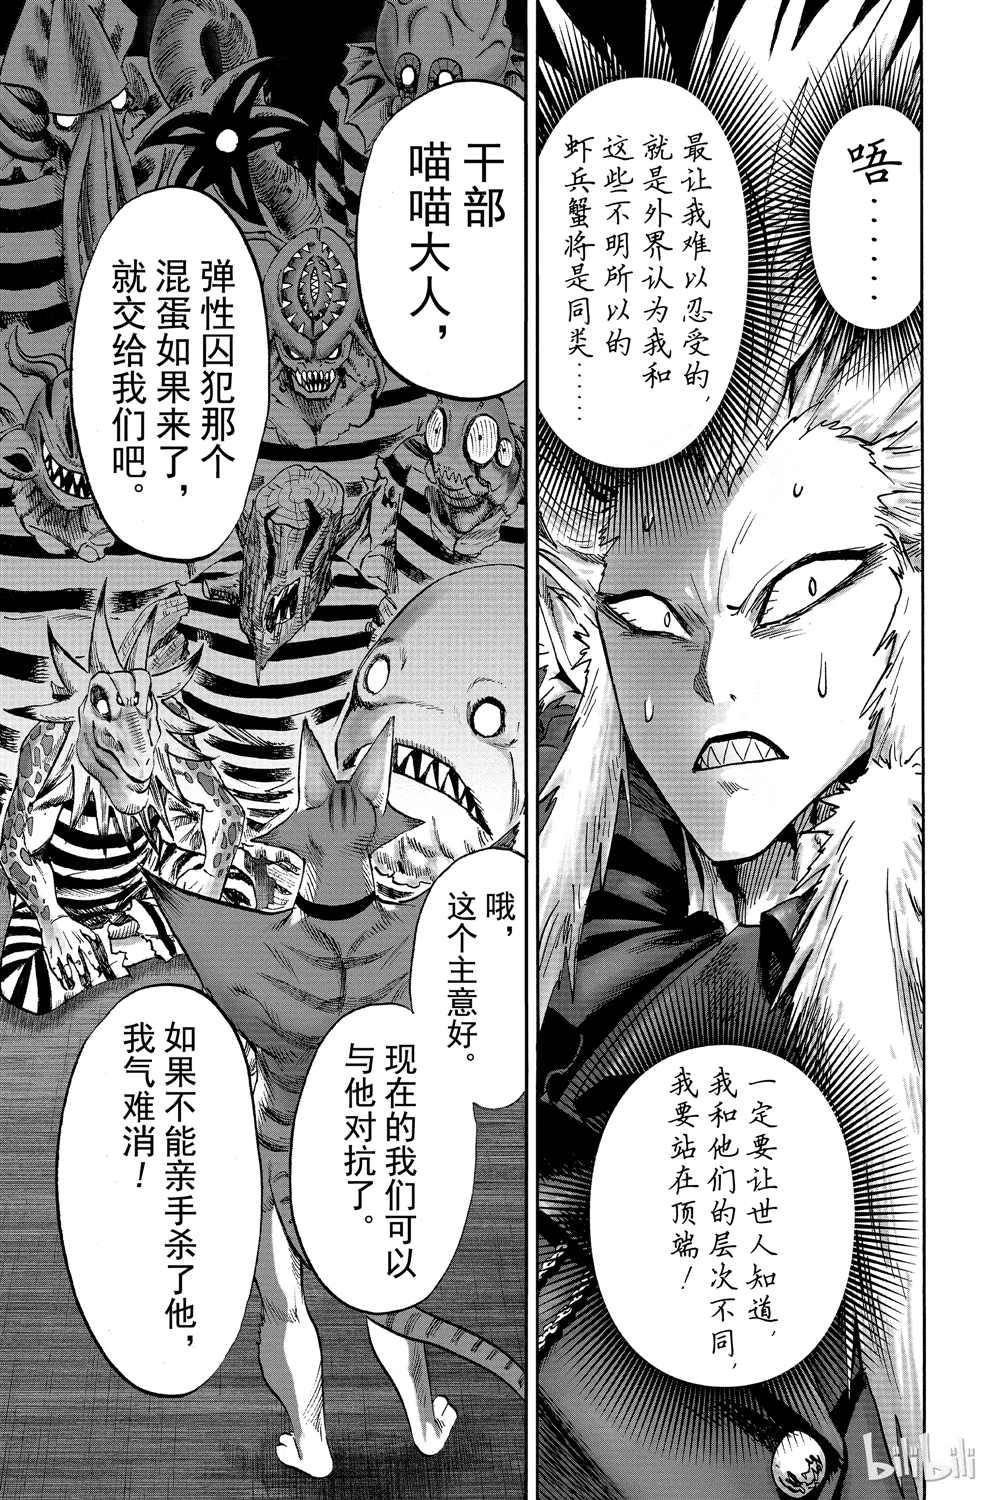 唔……
最让我难以忍受的，
就是外界认为我和
这些不明所以的
虾兵蟹将是同类……
一定要让世人知道，
我和他们的层次不同，
我要站在顶端！
干部
喵喵大人，
弹性囚犯那个
混蛋如果来了，
就交给我们吧。
哦，
这个主意好。
现在的我们可以
与他对抗了。
如果不能亲手杀了他，
我气难消！
bilibili